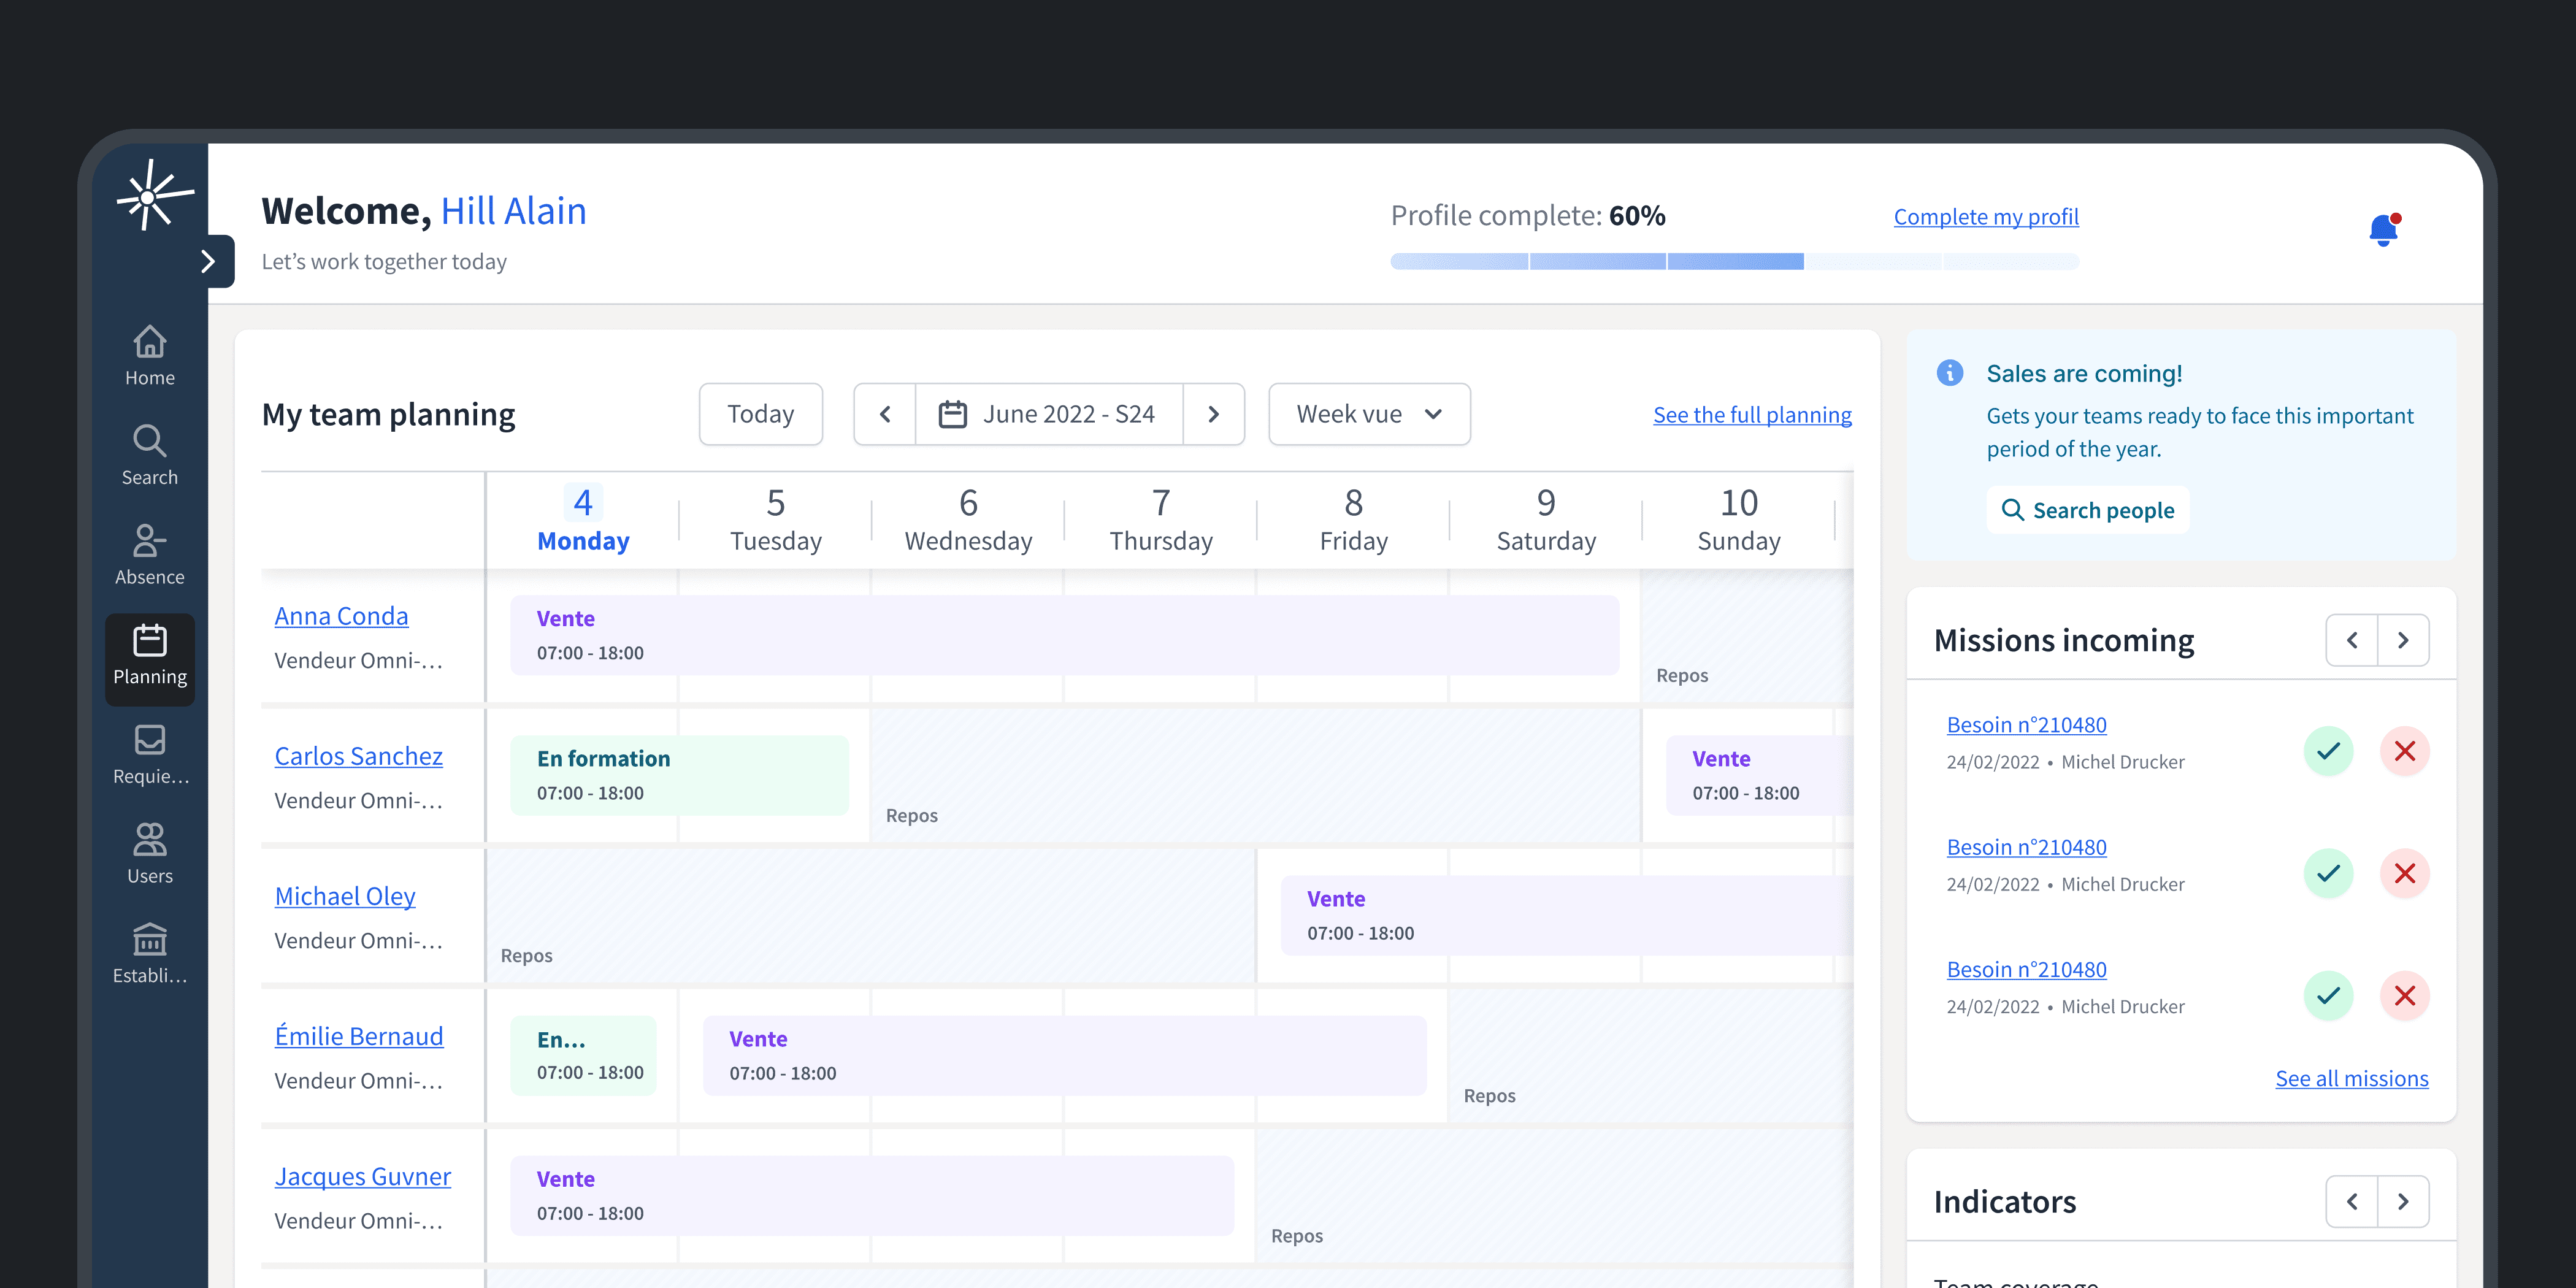 Welcome, Hill Alain
Let’s work together today
Profile complete: 60%
Complete my profil
Home
Search
Absence
Planning
Requie…
Users
Establi…
My team planning
Today
June 2022 - S24
Week vue
See the full planning
4
Monday
5
Tuesday
6
Wednesday
7
Thursday
8
Friday
9
Saturday
10
Sunday
Anna Conda
Vendeur Omni-…
Vente
07:00 - 18:00
Repos
Carlos Sanchez
Vendeur Omni-…
En formation
07:00 - 18:00
Repos
Vente
07:00 - 18:00
Michael Oley
Vendeur Omni-…
Repos
Vente
07:00 - 18:00
Émilie Bernaud
Vendeur Omni-…
En…
07:00 - 18:00
Vente
07:00 - 18:00
Repos
Jacques Guvner
Vendeur Omni-…
Vente
07:00 - 18:00
Repos
Sales are coming!
Gets your teams ready to face this important
period of the year.
Search people
Missions incoming
Besoin n°210480
24/02/2022 • Michel Drucker
Besoin n°210480
24/02/2022 • Michel Drucker
Besoin n°210480
24/02/2022 • Michel Drucker
See all missions
Indicators
Team coverage